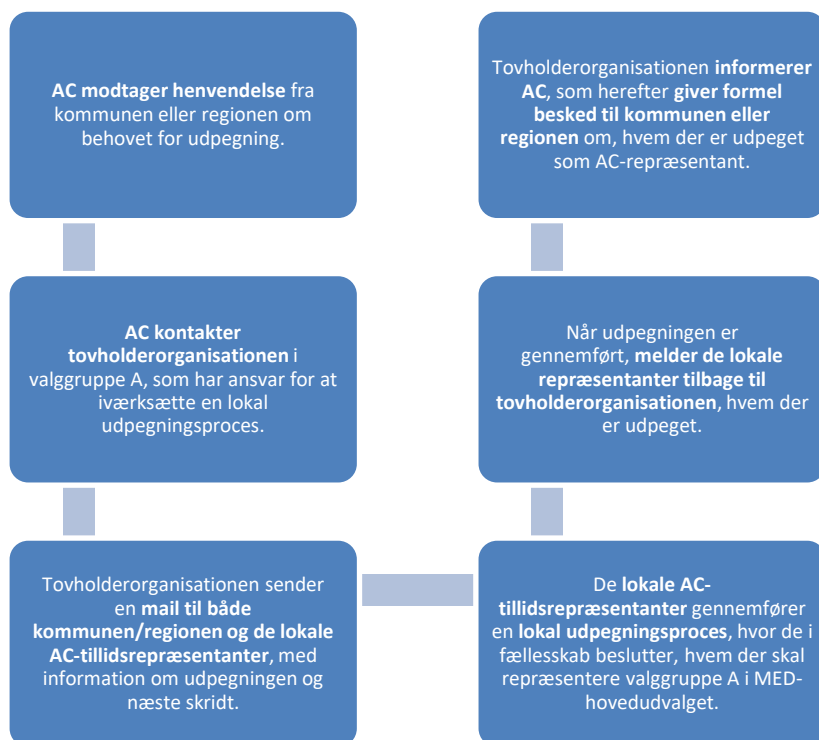 AC modtager henvendelse fra
kommunen eller regionen om
behovet for udpegning.
AC kontakter
tovholderorganisationen i
valggruppe A, som har ansvar for at
iværksætte en lokal
udpegningsproces.
Tovholderorganisationen sender
en mail til både
kommunen/regionen og de lokale
AC-tillidsrepræsentanter, med
information om udpegningen og
næste skridt.
De lokale AC-
tillidsrepræsentanter gennemfører
en lokal udpegningsproces, hvor de i
fællesskab beslutter, hvem der skal
repræsentere valggruppe A i MED-
hovedudvalget.
Når udpegningen er
gennemført, melder de lokale
repræsentanter tilbage til
tovholderorganisationen, hvem der
er udpeget.
Tovholderorganisationen informerer
AC, som herefter giver formel
besked til kommunen eller
regionen om, hvem der er udpeget
som AC-repræsentant.